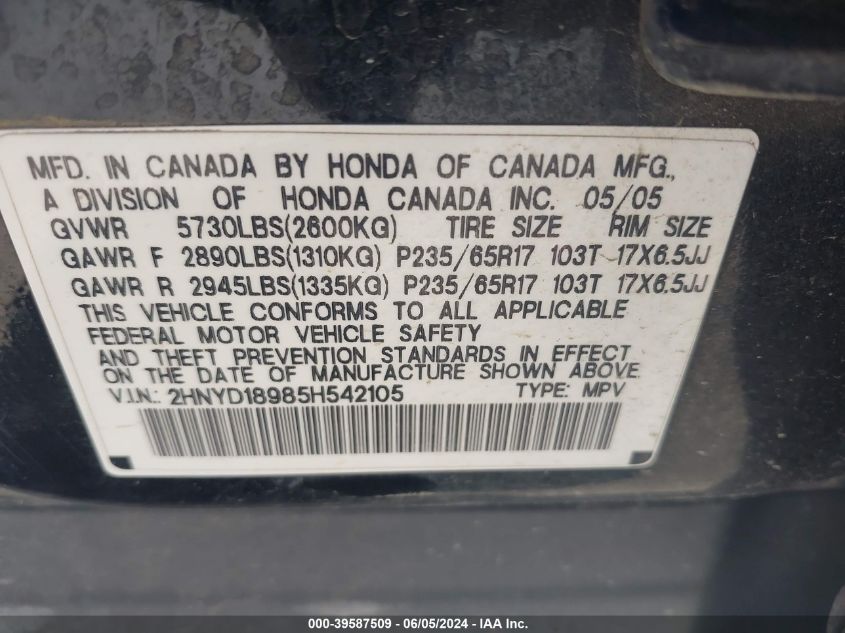 MFD. IN CANADA BY HONDA OF CANADA MFG.,
A DIVISION OF HONDA CANADA INC. 05/05
GVWR 5730LBS(2600KG) TIRE SIZE RIM SIZE
GAWR F 2890LBS(1310KG) P235/65R17 103T 17X6.5JJ
GAWR R 2945LBS(1335KG) P235/65R17 103T 17X6.5JJ
THIS VEHICLE CONFORMS TO ALL APPLICABLE
FEDERAL MOTOR VEHICLE SAFETY
AND THEFT PREVENTION STANDARDS IN EFFECT
ON THE DATE OF MANUFACTURE SHOWN ABOVE.
V.I.N.: 2HNYD18985H542105 TYPE: MPV
000-39587509 - 06/05/2024 - IAA Inc.